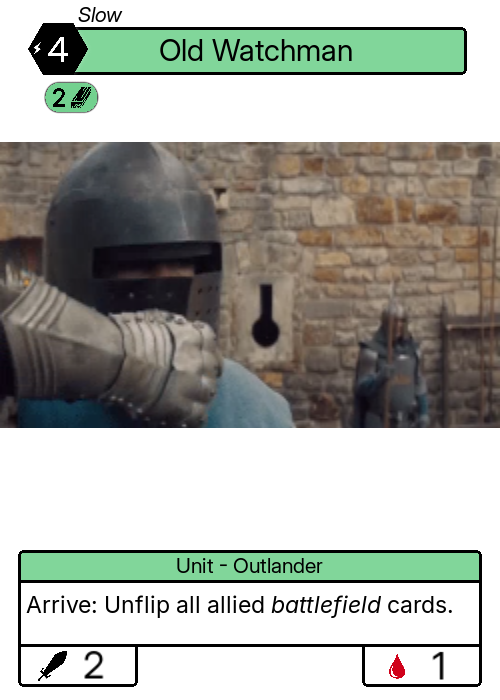 Slow
4
Old Watchman
2
Unit - Outlander
Arrive: Unflip all allied battlefield cards.
2
1